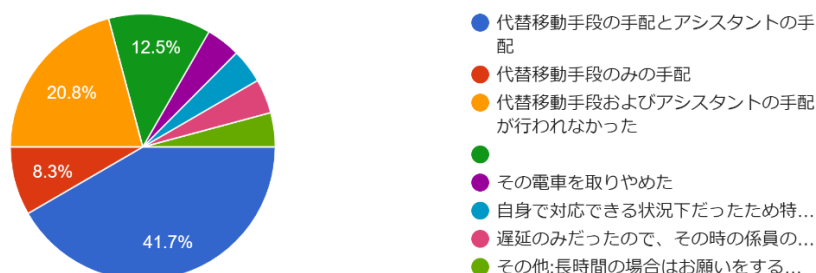 12.5%
20.8%
8.3%
41.7%
代替移動手段の手配とアシスタントの手
配
代替移動手段のみの手配
代替移動手段およびアシスタントの手配
が行われなかった
その電車を取りやめた
自身で対応できる状況下だったため特…
遅延のみだったので、その時の係員の…
その他:長時間の場合はお願いをする…